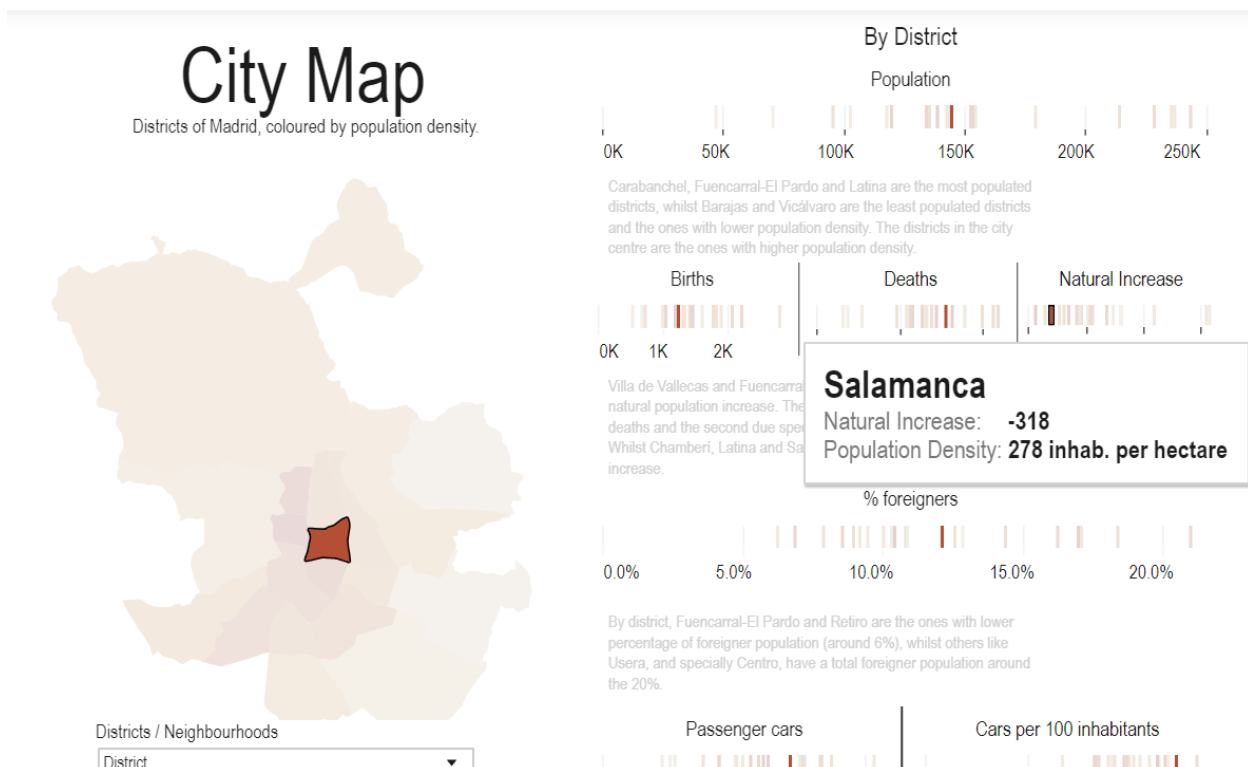 City Map
Districts of Madrid, coloured by population density.
By District
Population
0K 50K 100K 150K 200K 250K
Carabanchel, Fuencarral-El Pardo and Latina are the most populated
districts, whilst Barajas and Vicálvaro are the least populated districts
and the ones with lower population density. The districts in the city
centre are the ones with higher population density.
Births Deaths Natural Increase
0K 1K 2K
Villa de Vallecas and Fuencarral
natural population increase. The
deaths and the second due spe
Whilst Chamberí, Latina and Sa
increase.
Salamanca
Natural Increase: -318
Population Density: 278 inhab. per hectare
% foreigners
0.0% 5.0% 10.0% 15.0% 20.0%
By district, Fuencarral-El Pardo and Retiro are the ones with lower
percentage of foreigner population (around 6%), whilst others like
Usera, and specially Centro, have a total foreigner population around
the 20%.
Districts / Neighbourhoods
District
Passenger cars Cars per 100 inhabitants